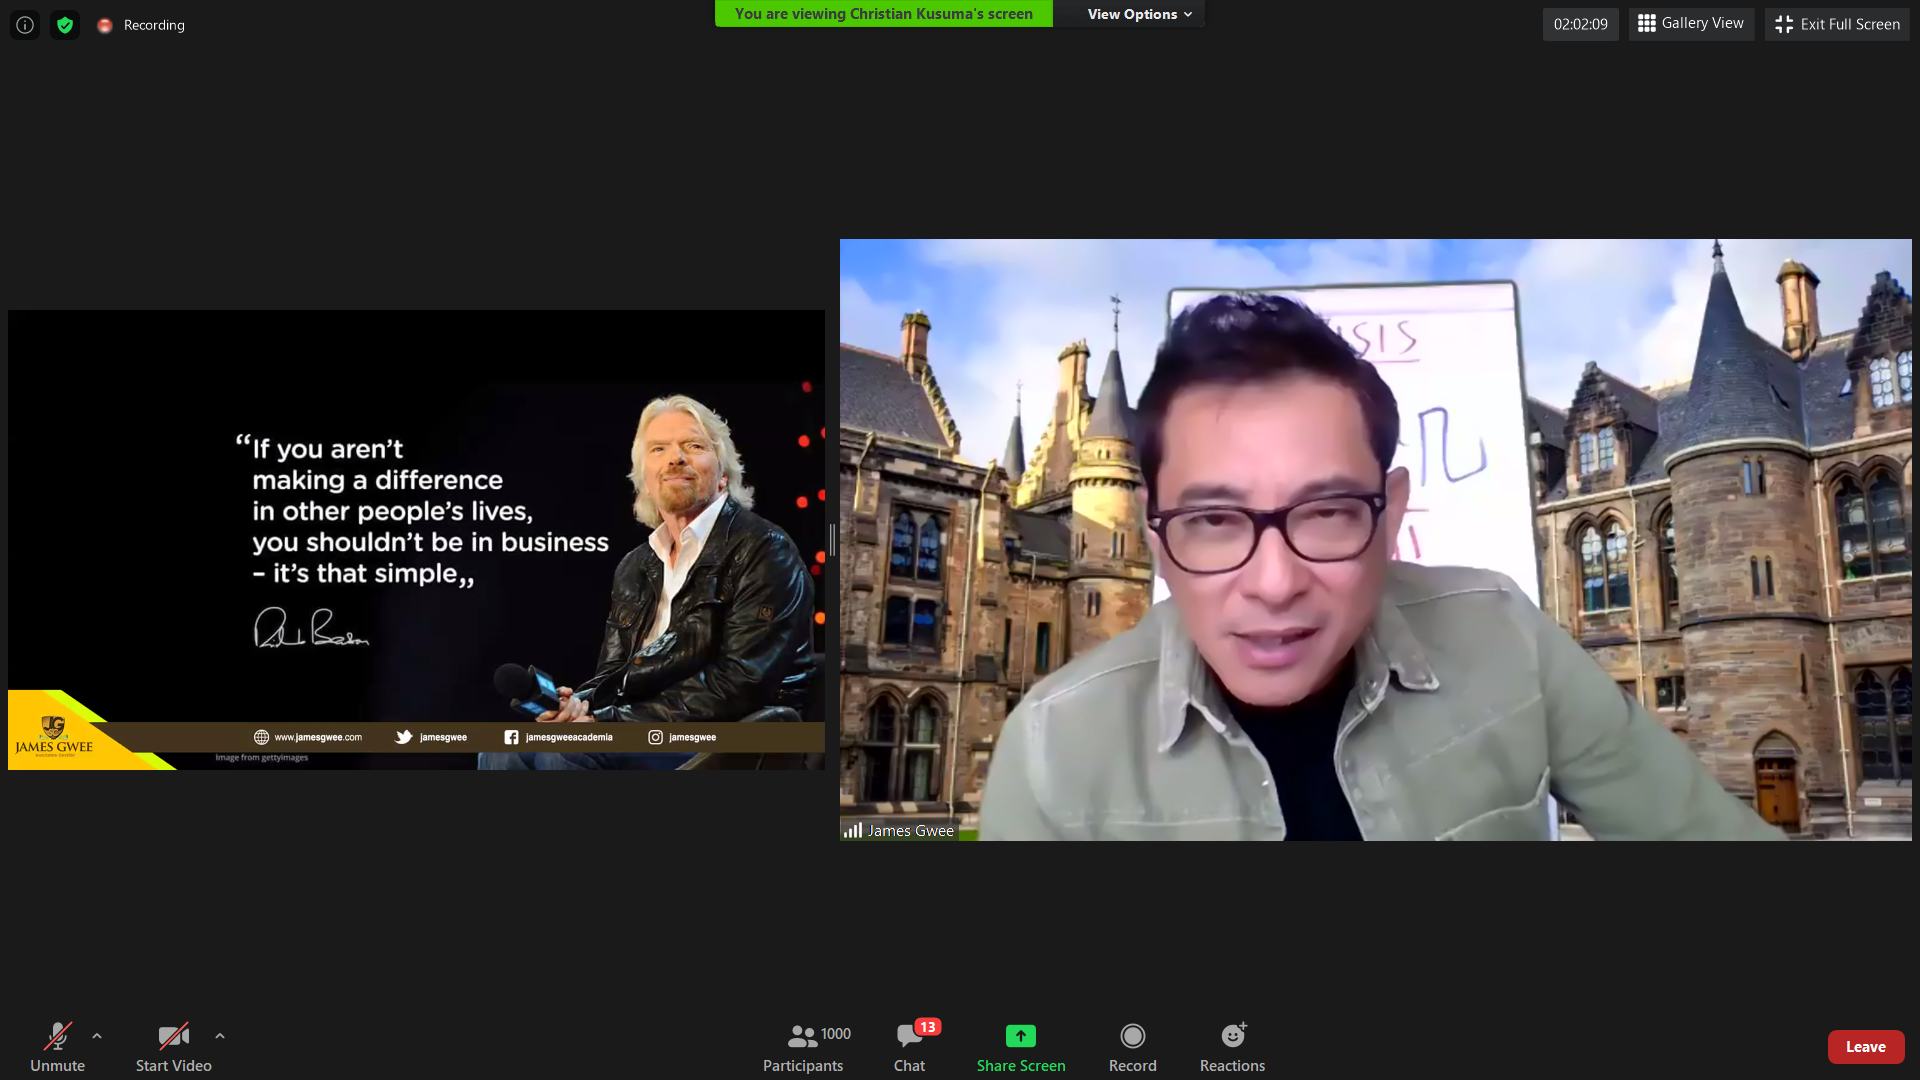 Recording
You are viewing Christian Kusuma's screen
View Options
02:02:09
Gallery View
Exit Full Screen
“If you aren’t
making a difference
in other people’s lives,
you shouldn’t be in business
– it’s that simple„
JAMES GWEE
www.jamesgwee.com
jamesgwee
jamesgweeacademia
jamesgwee
Image from gettyimages
SIS
James Gwee
Unmute
Start Video
1000
Participants
13
Chat
Share Screen
Record
Reactions
Leave